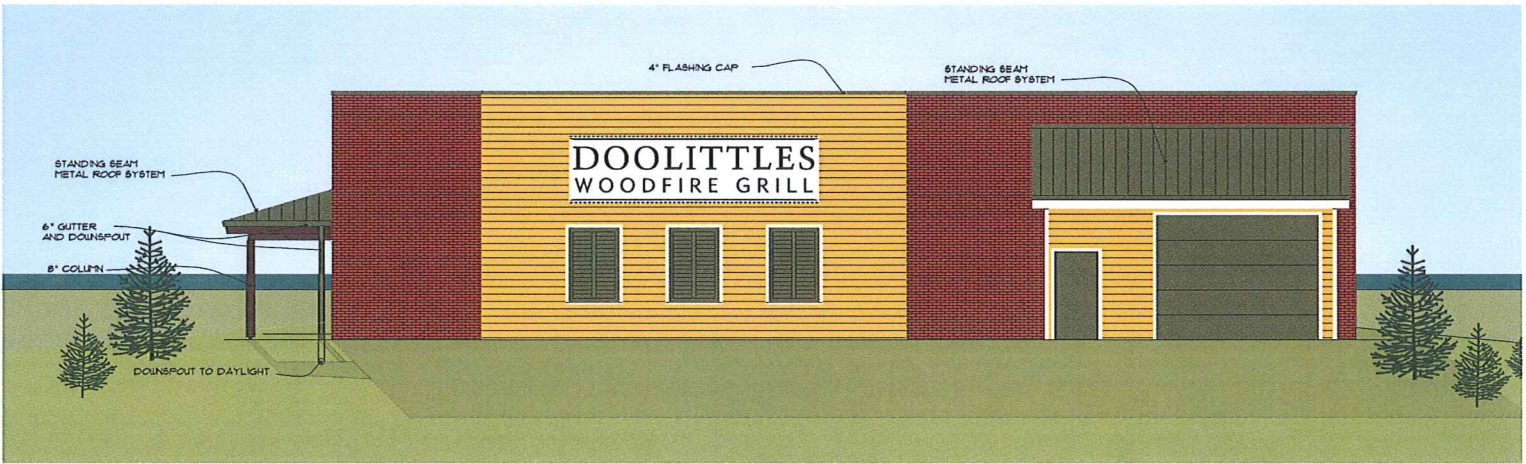 4" FLASHING CAP
STANDING SEAM
METAL ROOF SYSTEM
DOOLITTLES
WOODFIRE GRILL
STANDING SEAM
METAL ROOF SYSTEM
6" GUTTER
AND DOWNSPOUT
8" COLUMN
DOWNSPOUT TO DAYLIGHT